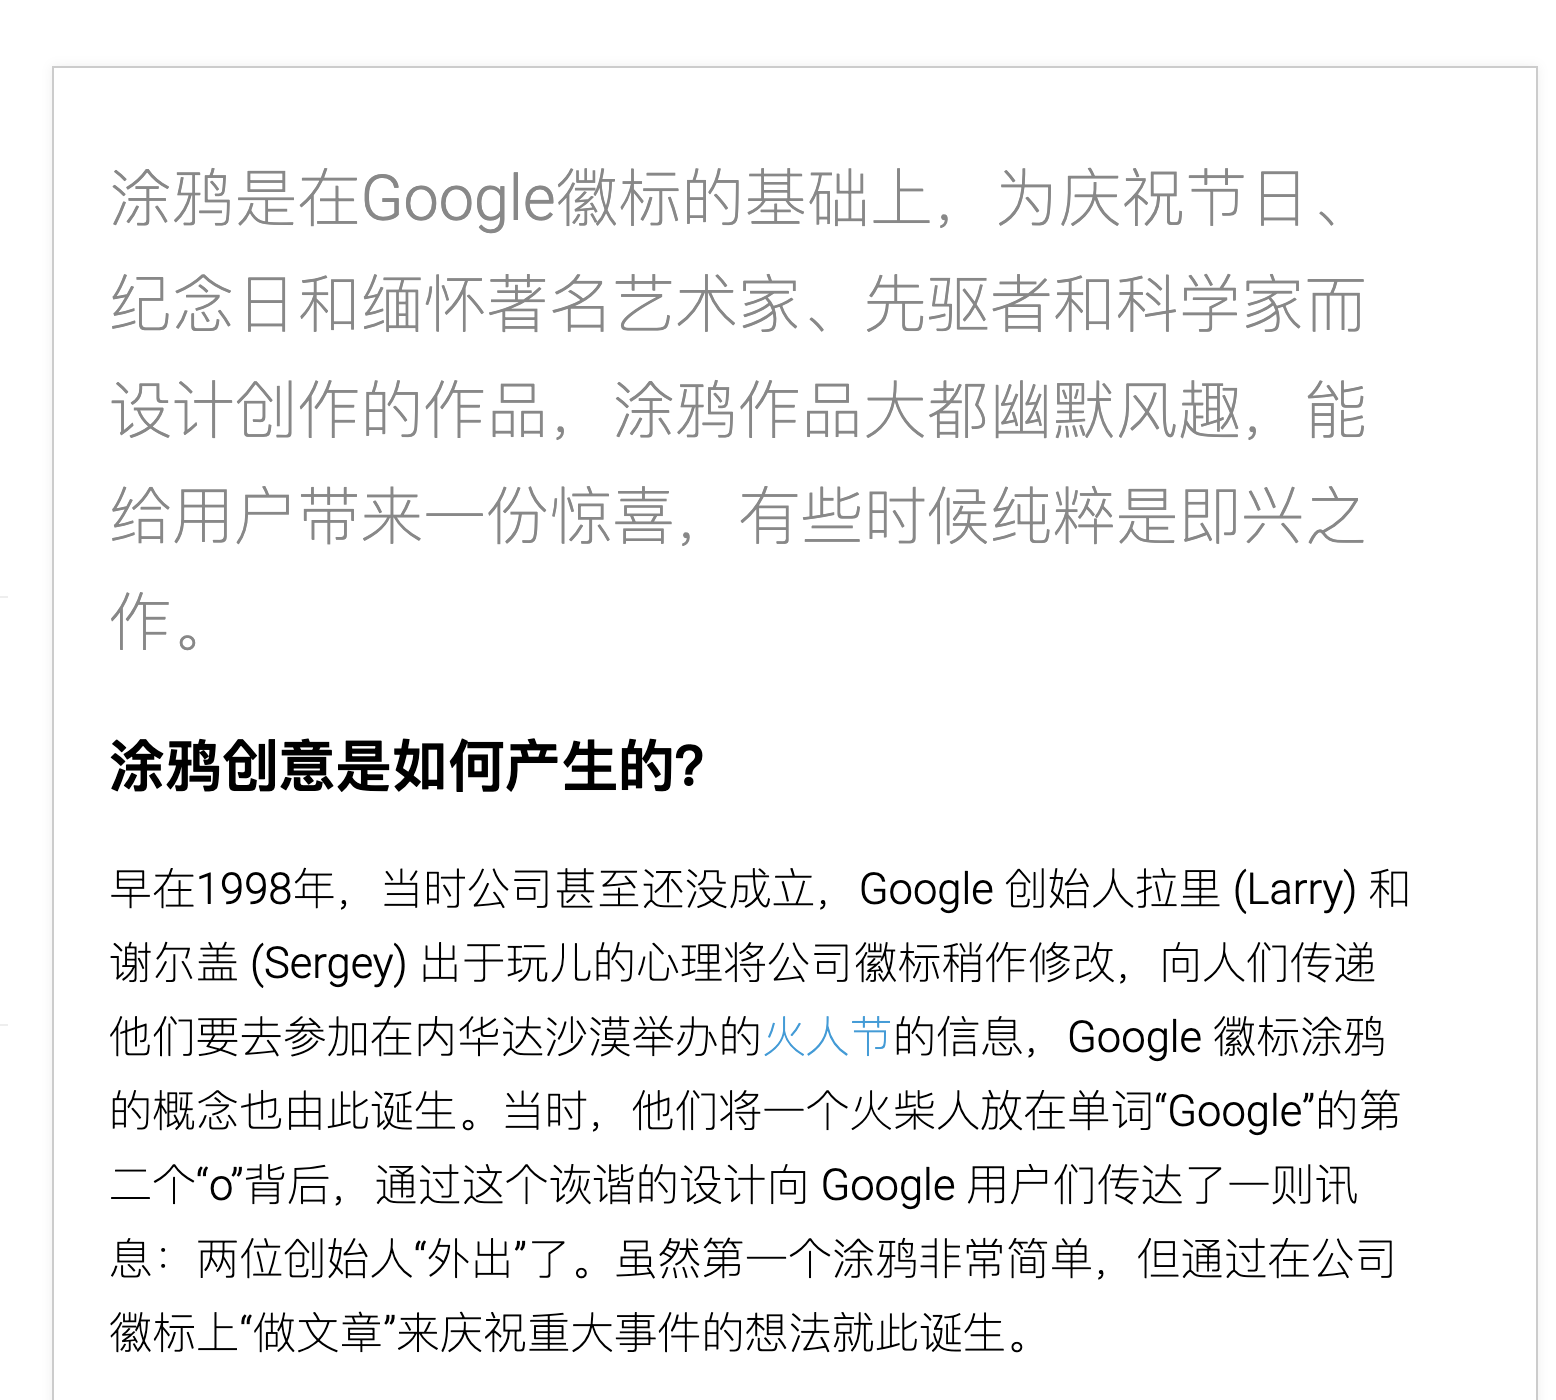 涂鸦是在Google徽标的基础上，为庆祝节日、
纪念日和缅怀著名艺术家、先驱者和科学家而
设计创作的作品，涂鸦作品大都幽默风趣，能
给用户带来一份惊喜，有些时候纯粹是即兴之
作。
涂鸦创意是如何产生的?
早在1998年，当时公司甚至还没成立，Google 创始人拉里 (Larry) 和
谢尔盖 (Sergey) 出于玩儿的心理将公司徽标稍作修改，向人们传递
他们要去参加在内华达沙漠举办的火人节的信息，Google 徽标涂鸦
的概念也由此诞生。当时，他们将一个火柴人放在单词“Google”的第
二个“o”背后，通过这个诙谐的设计向 Google 用户们传达了一则讯
息：两位创始人“外出”了。虽然第一个涂鸦非常简单，但通过在公司
徽标上“做文章”来庆祝重大事件的想法就此诞生。